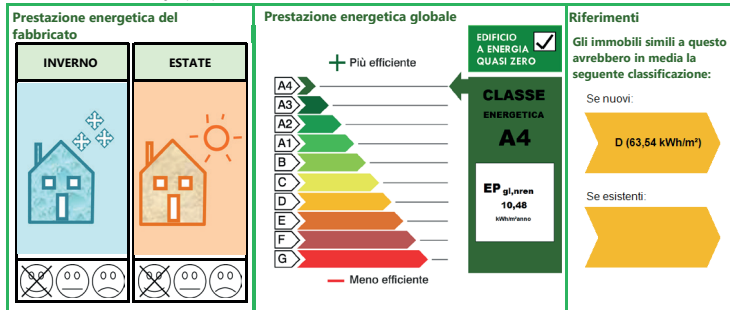 Prestazione energetica del
fabbricato
INVERNO
ESTATE
Prestazione energetica globale
Più efficiente
A4
A3
A2
A1
B
C
D
E
F
G
Meno efficiente
EDIFICIO
A ENERGIA
QUASI ZERO
CLASSE
ENERGETICA
A4
EP gl,nren
10,48
kWh/m²anno
Riferimenti
Gli immobili simili a questo
avrebbero in media la
seguente classificazione:
Se nuovi:
D (63,54 kWh/m²)
Se esistenti: